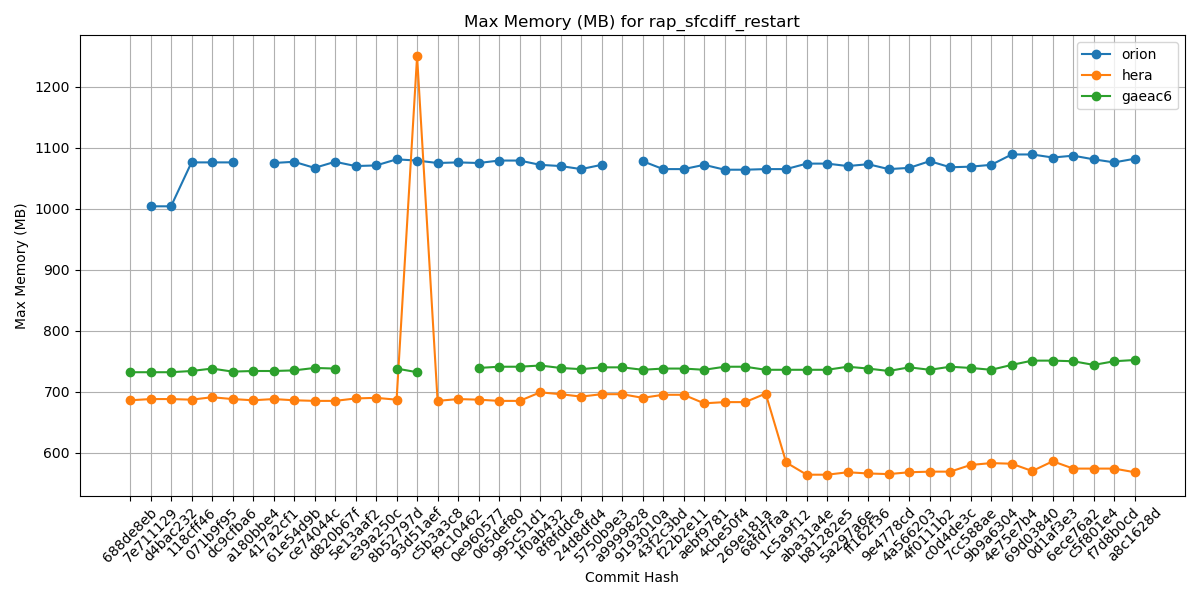 Max Memory (MB) for rap_sfcdiff_restart
orion
hera
gaeac6
Max Memory (MB)
1200
1100
1000
900
800
700
600
688de8eb
7e711129
d4bac232
118cff46
071b9f95
dc9cfba6
a180bbe4
417a2cf1
61e54d9b
ce74044c
d820b67f
5e13aaf2
e39a250c
8b52797d
93d51aef
c5b3a3c8
f9c10462
0e960577
065def80
995c51d1
1f0ab432
8f6fddc8
24d8dfd4
5750b9e3
a9999828
9193010a
43f2c3bd
f22b2e11
aebf9781
4cbe50f4
269e181a
68fd7faa
1c5a9f12
aba31a4e
b81282e5
5a297a6e
ff162f36
9e4778cd
4a566203
4f0111b2
c0d4de3c
7cc588ae
9b9a6304
4e75e7b4
69d03840
0d1af3e3
6ece76a2
c5f801e4
f7d8b0cd
a8c1628d
Commit Hash